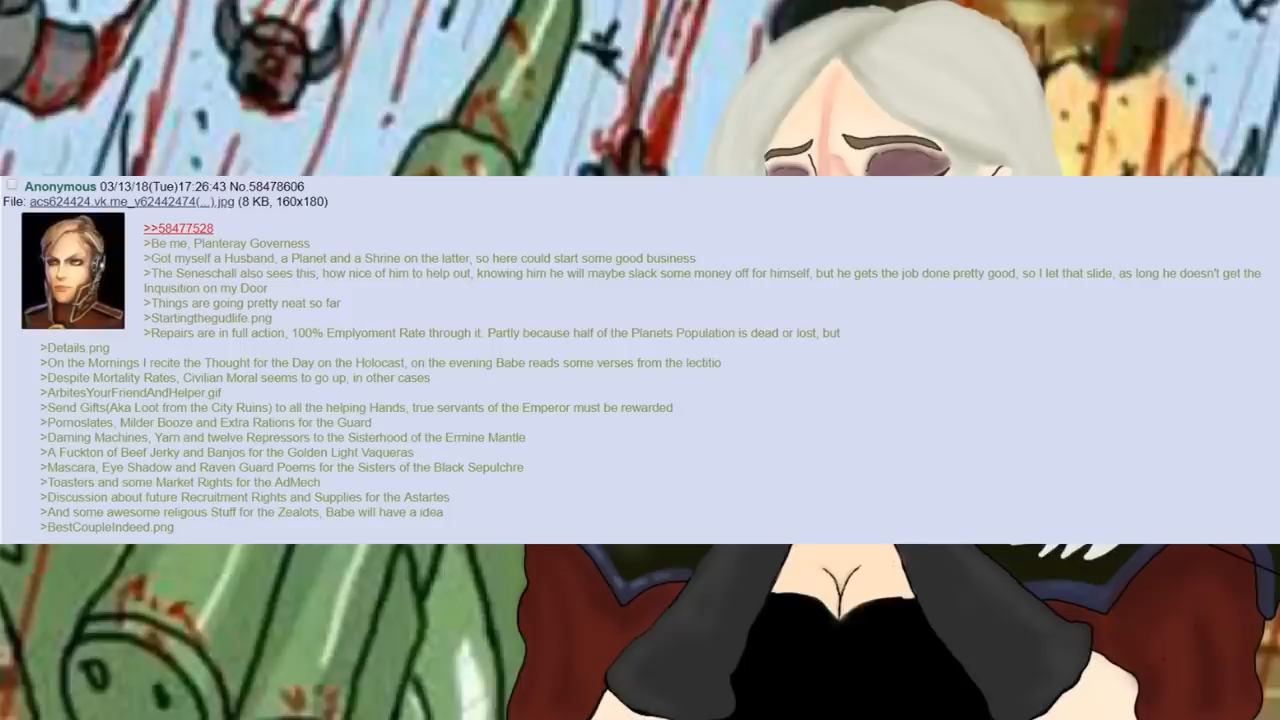 Anonymous 03/13/18(Tue)17:26:43 No.58478606
File: acs624424.vk.me_v62442474(...).jpg (8 KB, 160x180)
>>58477528
>Be me, Planteray Governess
>Got myself a Husband, a Planet and a Shrine on the latter, so here could start some good business
>The Seneschall also sees this, how nice of him to help out, knowing him he will maybe slack some money off for himself, but he gets the job done pretty good, so I let that slide, as long he doesn't get the
Inquisition on my Door
>Things are going pretty neat so far
>Startingthegudlife.png
>Repairs are in full action, 100% Emplyoment Rate through it. Partly because half of the Planets Population is dead or lost, but
>Details.png
>On the Mornings I recite the Thought for the Day on the Holocast, on the evening Babe reads some verses from the lectitio
>Despite Mortality Rates, Civilian Moral seems to go up, in other cases
>ArbitesYourFriendAndHelper.gif
>Send Gifts(Aka Loot from the City Ruins) to all the helping Hands, true servants of the Emperor must be rewarded
>Pornoslates, Milder Booze and Extra Rations for the Guard
>Darning Machines, Yarn and twelve Repressors to the Sisterhood of the Ermine Mantle
>A Fuckton of Beef Jerky and Banjos for the Golden Light Vaqueras
>Mascara, Eye Shadow and Raven Guard Poems for the Sisters of the Black Sepulchre
>Toasters and some Market Rights for the AdMech
>Discussion about future Recruitment Rights and Supplies for the Astartes
>And some awesome religous Stuff for the Zealots, Babe will have a idea
>BestCoupleIndeed.png